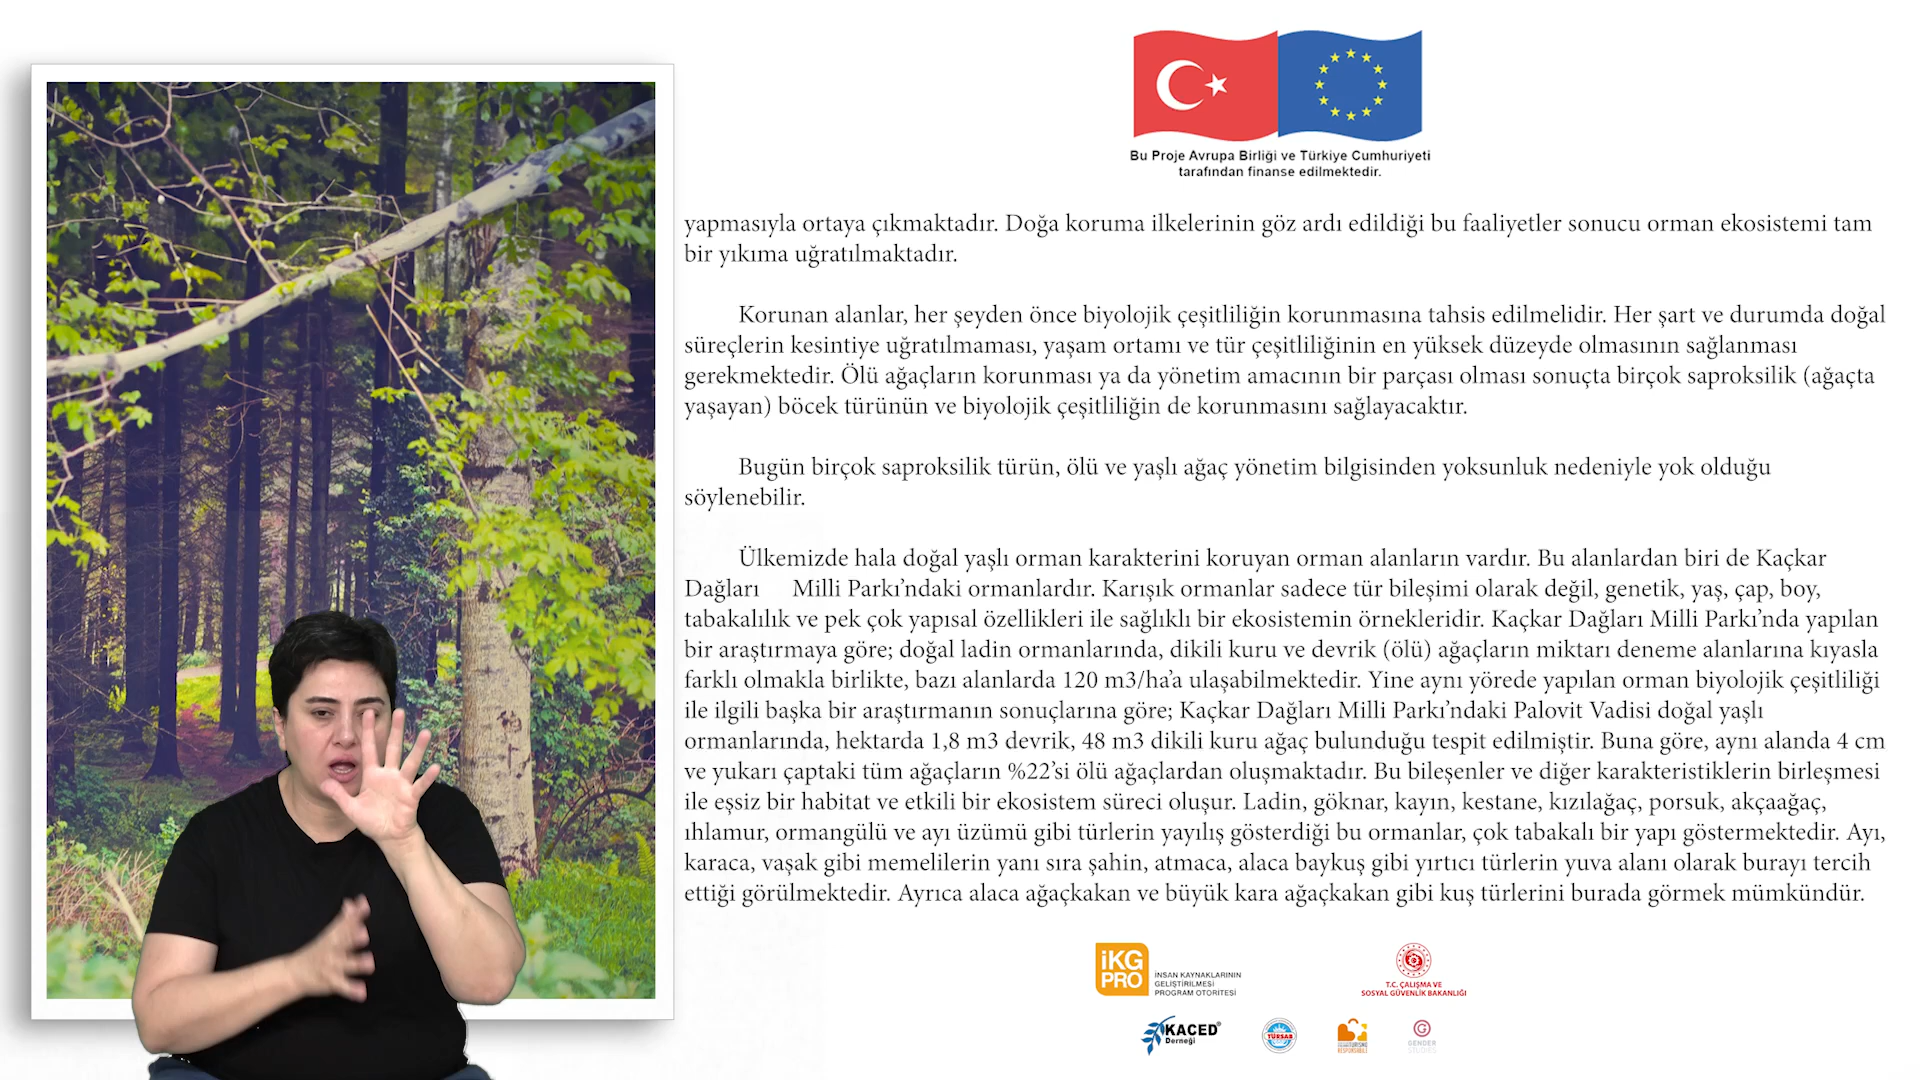 Bu Proje Avrupa Birliği ve Türkiye Cumhuriyeti
tarafından finanse edilmektedir.
yapmasıyla ortaya çıkmaktadır. Doğa koruma ilkelerinin göz ardı edildiği bu faaliyetler sonucu orman ekosistemi tam
bir yıkıma uğratılmaktadır.
Korunan alanlar, her şeyden önce biyolojik çeşitliliğin korunmasına tahsis edilmelidir. Her şart ve durumda doğal
süreçlerin kesintiye uğratılmaması, yaşam ortamı ve tür çeşitliliğinin en yüksek düzeyde olmasının sağlanması
gerekmektedir. Ölü ağaçların korunması ya da yönetim amacının bir parçası olması sonuçta birçok saproksilik (ağaçta
yaşayan) böcek türünün ve biyolojik çeşitliliğin de korunmasını sağlayacaktır.
Bugün birçok saproksilik türün, ölü ve yaşlı ağaç yönetim bilgisinden yoksunluk nedeniyle yok olduğu
söylenebilir.
Ülkemizde hala doğal yaşlı orman karakterini koruyan orman alanların vardır. Bu alanlardan biri de Kaçkar
Dağları Milli Parkı’ndaki ormanlardır. Karışık ormanlar sadece tür bileşimi olarak değil, genetik, yaş, çap, boy,
tabakalılık ve pek çok yapısal özellikleri ile sağlıklı bir ekosistemin örnekleridir. Kaçkar Dağları Milli Parkı’nda yapılan
bir araştırmaya göre; doğal ladin ormanlarında, dikili kuru ve devrik (ölü) ağaçların miktarı deneme alanlarına kıyasla
farklı olmakla birlikte, bazı alanlarda 120 m3/ha’a ulaşabilmektedir. Yine aynı yörede yapılan orman biyolojik çeşitliliği
ile ilgili başka bir araştırmanın sonuçlarına göre; Kaçkar Dağları Milli Parkı’ndaki Palovit Vadisi doğal yaşlı
ormanlarında, hektarda 1,8 m3 devrik, 48 m3 dikili kuru ağaç bulunduğu tespit edilmiştir. Buna göre, aynı alanda 4 cm
ve yukarı çaptaki tüm ağaçların %22’si ölü ağaçlardan oluşmaktadır. Bu bileşenler ve diğer karakteristiklerin birleşmesi
ile eşsiz bir habitat ve etkili bir ekosistem süreci oluşur. Ladin, göknar, kayın, kestane, kızılağaç, porsuk, akçaağaç,
ıhlamur, ormangülü ve ayı üzümü gibi türlerin yayılış gösterdiği bu ormanlar, çok tabakalı bir yapı göstermektedir. Ayı,
karaca, vaşak gibi memelilerin yanı sıra şahin, atmaca, alaca baykuş gibi yırtıcı türlerin yuva alanı olarak burayı tercih
ettiği görülmektedir. Ayrıca alaca ağaçkakan ve büyük kara ağaçkakan gibi kuş türlerini burada görmek mümkündür.
iKG
PRO
İNSAN KAYNAKLARININ
GELİŞTİRİLMESİ
PROGRAM OTORİTESİ
T.C. ÇALIŞMA VE
SOSYAL GÜVENLİK BAKANLIĞI
KACED®
Derneği
TÜRSAB
TURISMO
RESPONSABILE
G
GENDER
STUDIES